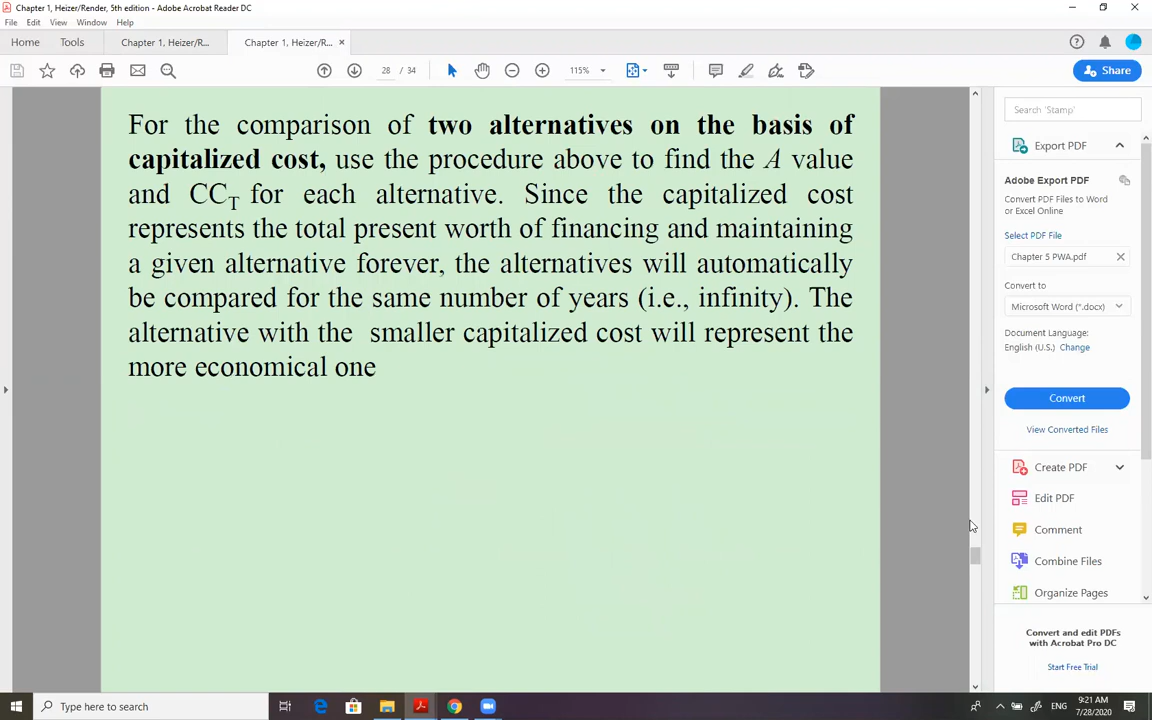 Chapter 1, Heizer/Render, 5th edition - Adobe Acrobat Reader DC
File Edit View Window Help
Home Tools Chapter 1, Heizer/R... Chapter 1, Heizer/R... ×
28 / 34 115% Share
For the comparison of two alternatives on the basis of
capitalized cost, use the procedure above to find the A value
and CCT for each alternative. Since the capitalized cost
represents the total present worth of financing and maintaining
a given alternative forever, the alternatives will automatically
be compared for the same number of years (i.e., infinity). The
alternative with the smaller capitalized cost will represent the
more economical one
Search 'Stamp'
Export PDF
Adobe Export PDF
Convert PDF Files to Word
or Excel Online
Select PDF File
Chapter 5 PWA.pdf
Convert to
Microsoft Word (*.docx)
Document Language:
English (U.S.) Change
Convert
View Converted Files
Create PDF
Edit PDF
Comment
Combine Files
Organize Pages
Convert and edit PDFs
with Acrobat Pro DC
Start Free Trial
Type here to search
ENG
9:21 AM
7/28/2020